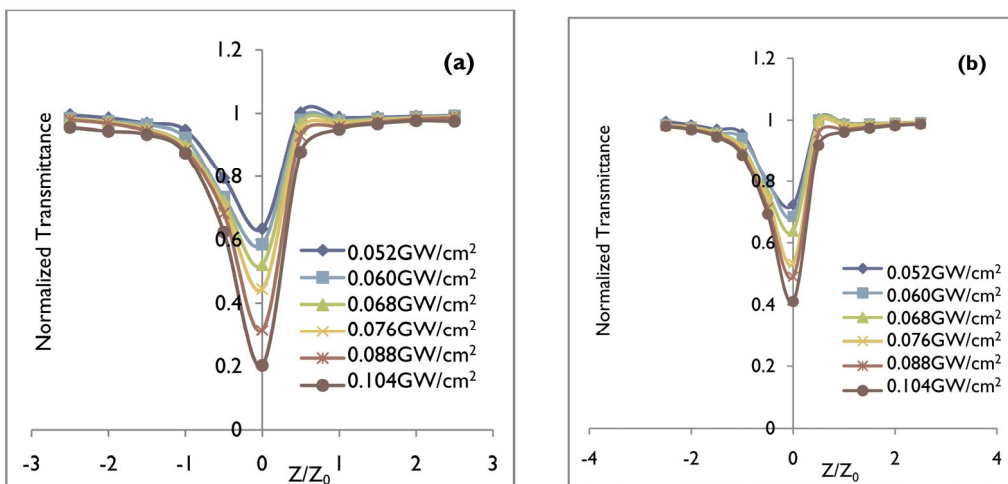 (a)
Normalized Transmittance
1.2
1
0.8
0.6
0.4
0.2
0
-3
-2
-1
0
1
2
3
Z/Z0
0.052GW/cm2
0.060GW/cm2
0.068GW/cm2
0.076GW/cm2
0.088GW/cm2
0.104GW/cm2
(b)
Normalized Transmittance
1.2
1
0.8
0.6
0.4
0.2
0
-4
-2
0
2
4
Z/Z0
0.052GW/cm2
0.060GW/cm2
0.068GW/cm2
0.076GW/cm2
0.088GW/cm2
0.104GW/cm2